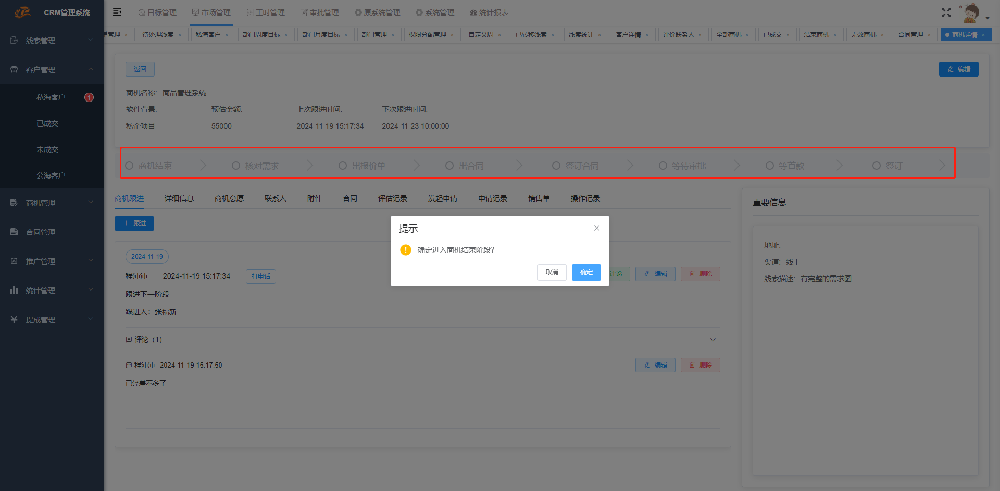 CRM管理系统
目标管理
市场管理
工时管理
审批管理
原系统管理
系统管理
统计报表
单管理 ×
待处理线索 ×
私海客户 ×
部门周度目标 ×
部门月度目标 ×
部门管理 ×
权限分配管理 ×
自定义周 ×
已转移线索 ×
线索统计 ×
客户详情 ×
评价联系人 ×
全部商机 ×
已成交 ×
结束商机 ×
无效商机 ×
合同管理 ×
商机详情 ×
线索管理
客户管理
私海客户 1
已成交
未成交
公海客户
商机管理
合同管理
推广管理
统计管理
提成管理
返回
编辑
商机名称: 商品管理系统
软件背景: 预估金额: 上次跟进时间: 下次跟进时间:
私企项目 55000 2024-11-19 15:17:34 2024-11-23 10:00:00
商机结束 核对需求 出报价单 出合同 签订合同 等待审批 等首款 签订
商机跟进 详细信息 商机意愿 联系人 附件 合同 评估记录 发起申请 申请记录 销售单 操作记录
跟进
2024-11-19
程沛沛 2024-11-19 15:17:34 打电话
评论 编辑 删除
跟进下一阶段
跟进人：张福新
评论（1）
程沛沛 2024-11-19 15:17:50
编辑 删除
已经差不多了
提示
确定进入商机结束阶段?
取消 确定
重要信息
地址:
渠道: 线上
线索描述: 有完整的需求图